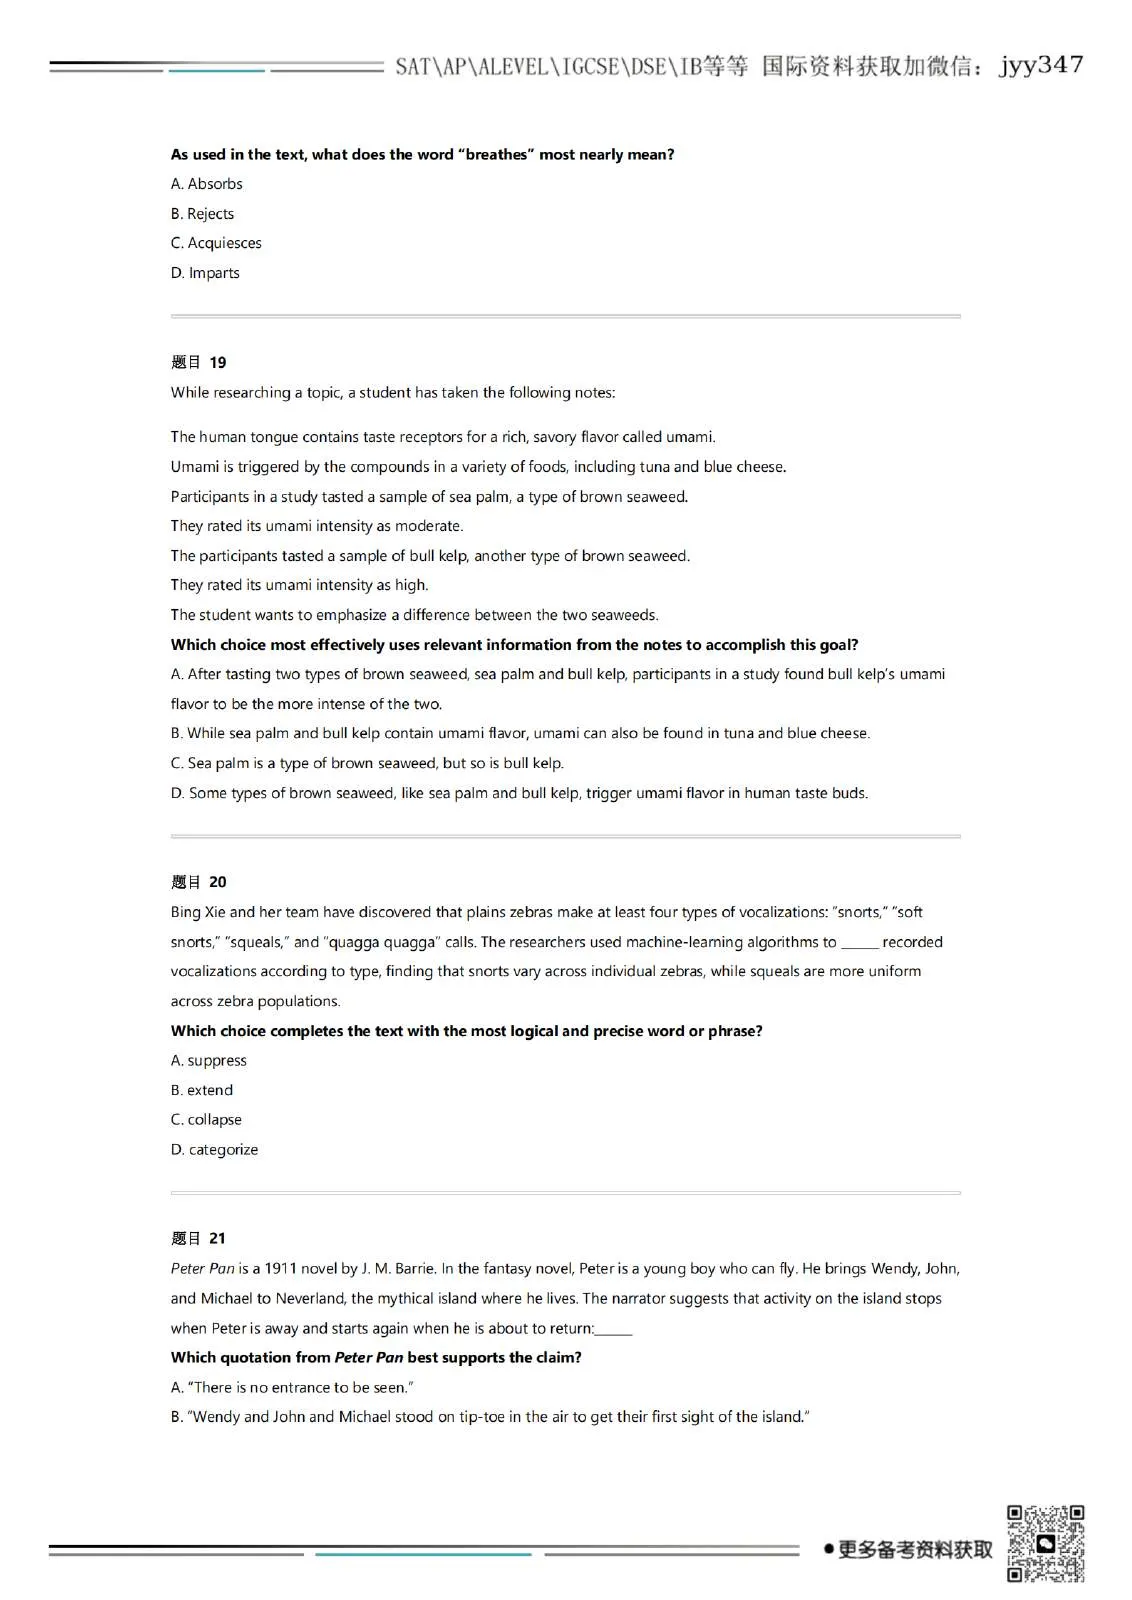 SAT\AP\ALEVEL\IGCSE\DSE\IB等等 国际资料获取加微信：jyy347
As used in the text, what does the word “breathes” most nearly mean?
A. Absorbs
B. Rejects
C. Acquiesces
D. Imparts
题目 19
While researching a topic, a student has taken the following notes:
The human tongue contains taste receptors for a rich, savory flavor called umami.
Umami is triggered by the compounds in a variety of foods, including tuna and blue cheese.
Participants in a study tasted a sample of sea palm, a type of brown seaweed.
They rated its umami intensity as moderate.
The participants tasted a sample of bull kelp, another type of brown seaweed.
They rated its umami intensity as high.
The student wants to emphasize a difference between the two seaweeds.
Which choice most effectively uses relevant information from the notes to accomplish this goal?
A. After tasting two types of brown seaweed, sea palm and bull kelp, participants in a study found bull kelp’s umami
flavor to be the more intense of the two.
B. While sea palm and bull kelp contain umami flavor, umami can also be found in tuna and blue cheese.
C. Sea palm is a type of brown seaweed, but so is bull kelp.
D. Some types of brown seaweed, like sea palm and bull kelp, trigger umami flavor in human taste buds.
题目 20
Bing Xie and her team have discovered that plains zebras make at least four types of vocalizations: “snorts,” “soft
snorts,” “squeals,” and “quagga quagga” calls. The researchers used machine-learning algorithms to _____ recorded
vocalizations according to type, finding that snorts vary across individual zebras, while squeals are more uniform
across zebra populations.
Which choice completes the text with the most logical and precise word or phrase?
A. suppress
B. extend
C. collapse
D. categorize
题目 21
Peter Pan is a 1911 novel by J. M. Barrie. In the fantasy novel, Peter is a young boy who can fly. He brings Wendy, John,
and Michael to Neverland, the mythical island where he lives. The narrator suggests that activity on the island stops
when Peter is away and starts again when he is about to return:_____
Which quotation from Peter Pan best supports the claim?
A. “There is no entrance to be seen.”
B. “Wendy and John and Michael stood on tip-toe in the air to get their first sight of the island.”
●更多备考资料获取